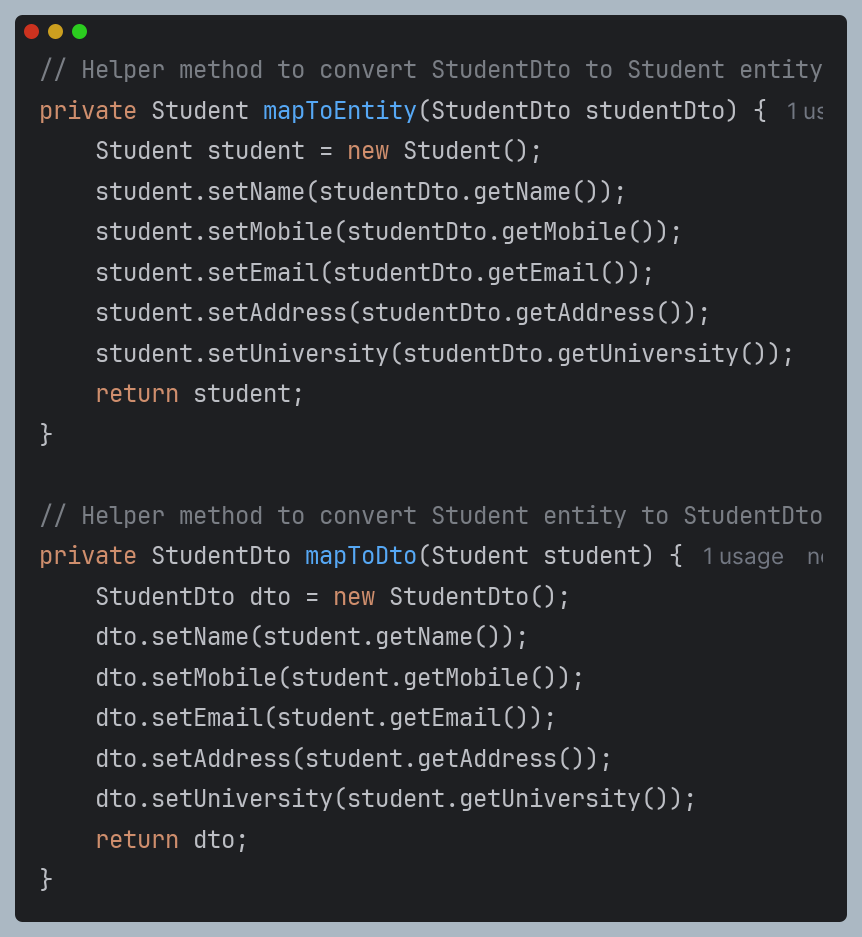 // Helper method to convert StudentDto to Student entity
private Student mapToEntity(StudentDto studentDto) { 1 us
    Student student = new Student();
    student.setName(studentDto.getName());
    student.setMobile(studentDto.getMobile());
    student.setEmail(studentDto.getEmail());
    student.setAddress(studentDto.getAddress());
    student.setUniversity(studentDto.getUniversity());
    return student;
}

// Helper method to convert Student entity to StudentDto
private StudentDto mapToDto(Student student) { 1 usage
    StudentDto dto = new StudentDto();
    dto.setName(student.getName());
    dto.setMobile(student.getMobile());
    dto.setEmail(student.getEmail());
    dto.setAddress(student.getAddress());
    dto.setUniversity(student.getUniversity());
    return dto;
}